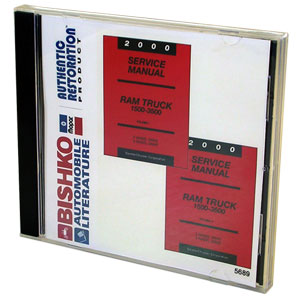 AUTHENTIC
RESTORATION
PRODUCT
BISHKO
AUTOMOBILE
LITERATURE
2000
SERVICE
MANUAL
RAM TRUCK
1500-3500
2000
SERVICE
MANUAL
RAM TRUCK
1500-3500
5689